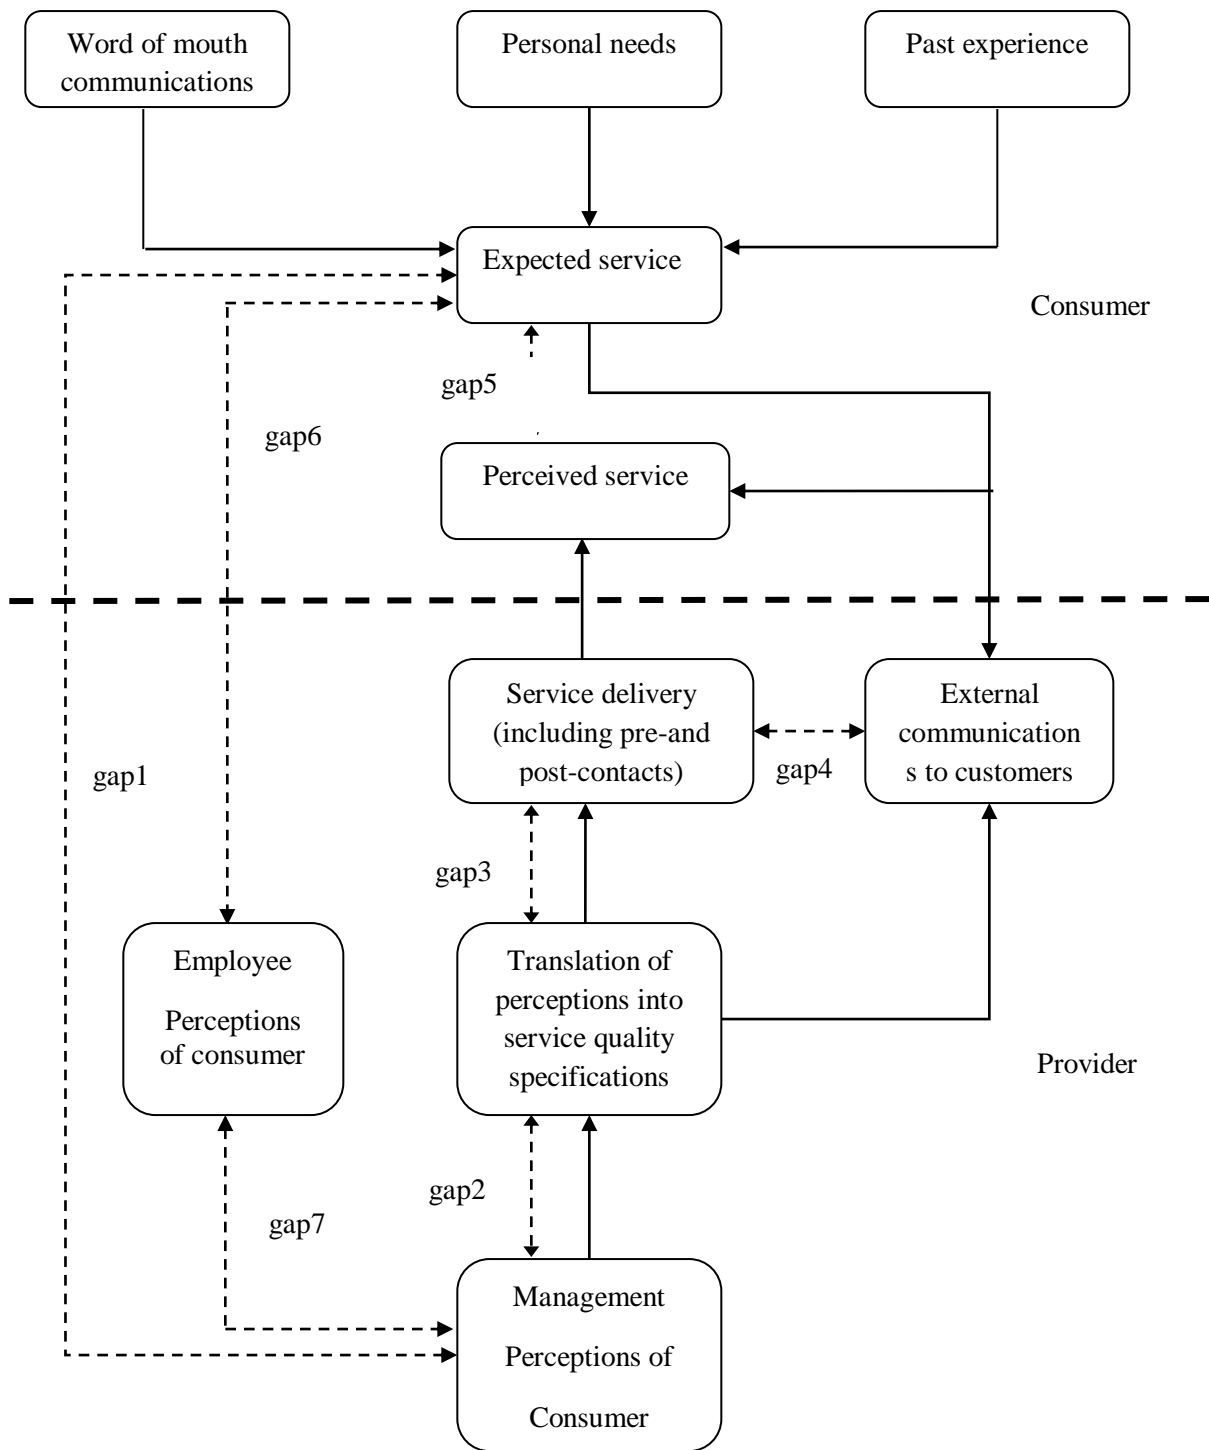 Word of mouth
communications
Personal needs
Past experience
Expected service
Consumer
gap5
gap6
Perceived service
Service delivery
(including pre-and
post-contacts)
External
communication
s to customers
gap4
gap1
gap3
Employee
Perceptions
of consumer
Translation of
perceptions into
service quality
specifications
Provider
gap2
gap7
Management
Perceptions of
Consumer